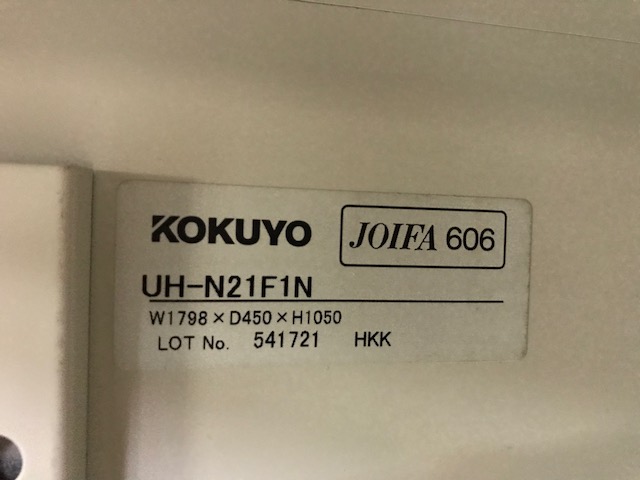 KOKUYO JOIFA 606
UH-N21F1N
W1798×D450×H1050
LOT No. 541721 HKK